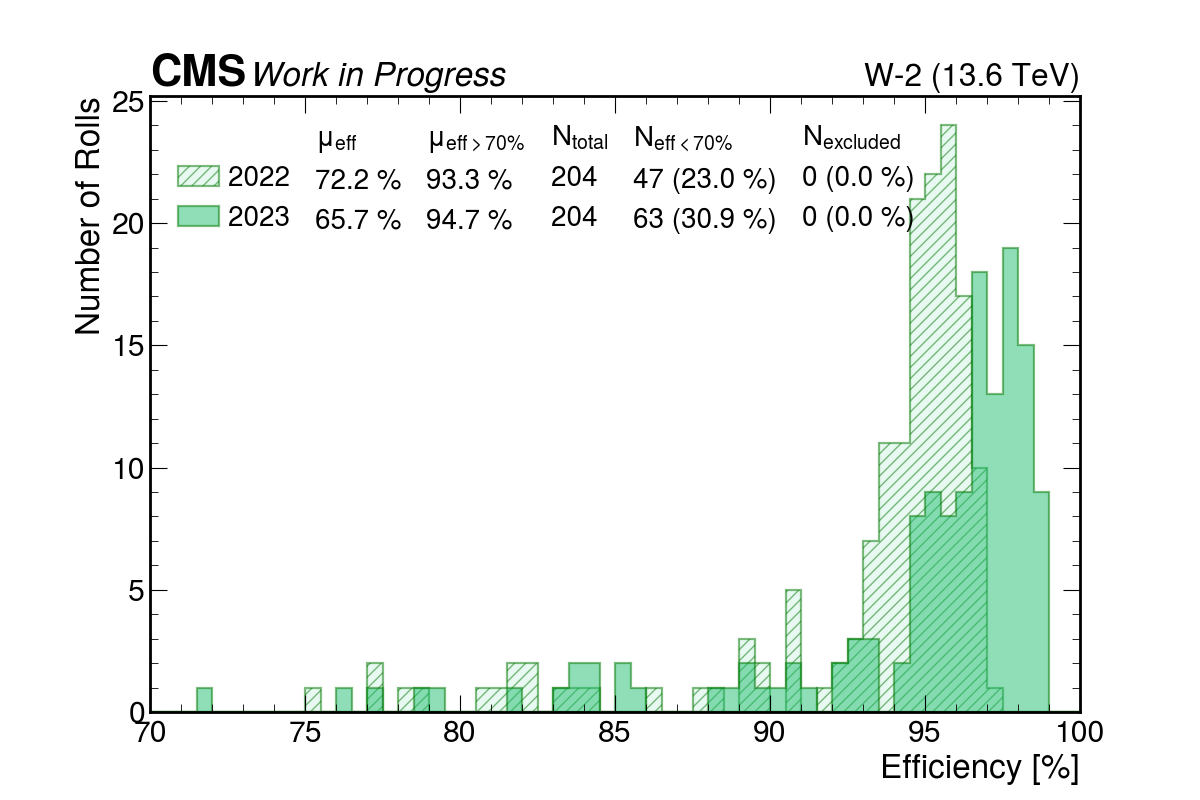 CMS Work in Progress W-2 (13.6 TeV)
Number of Rolls
25
20
15
10
5
0
μeff μeff > 70% Ntotal Neff < 70% Nexcluded
2022 72.2 % 93.3 % 204 47 (23.0 %) 0 (0.0 %)
2023 65.7 % 94.7 % 204 63 (30.9 %) 0 (0.0 %)
70 75 80 85 90 95 100
Efficiency [%]